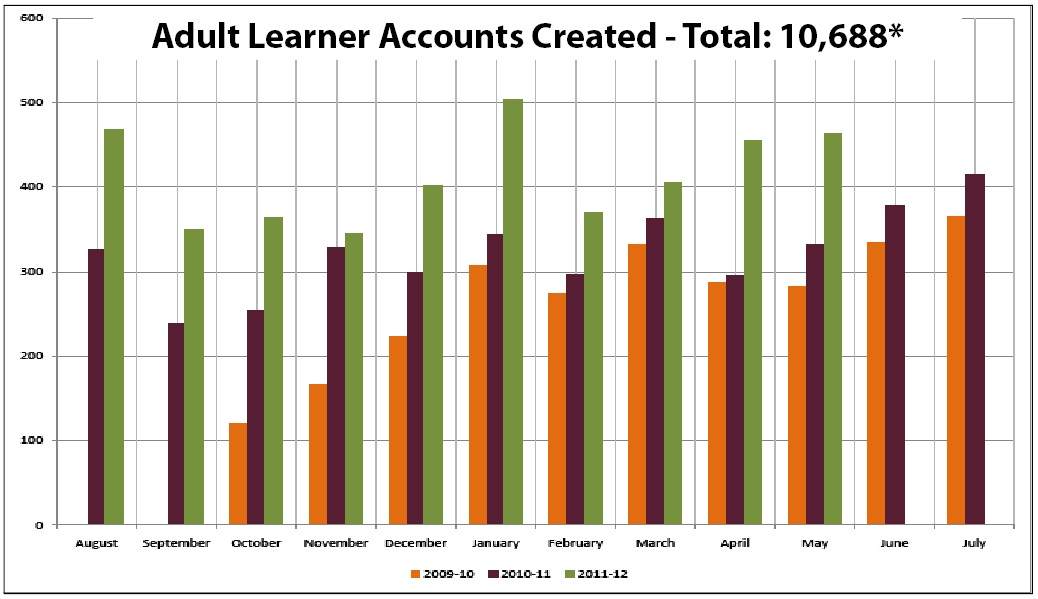 Adult Learner Accounts Created - Total: 10,688*
600
500
400
300
200
100
0
August September October November December January February March April May June July
2009-10 2010-11 2011-12